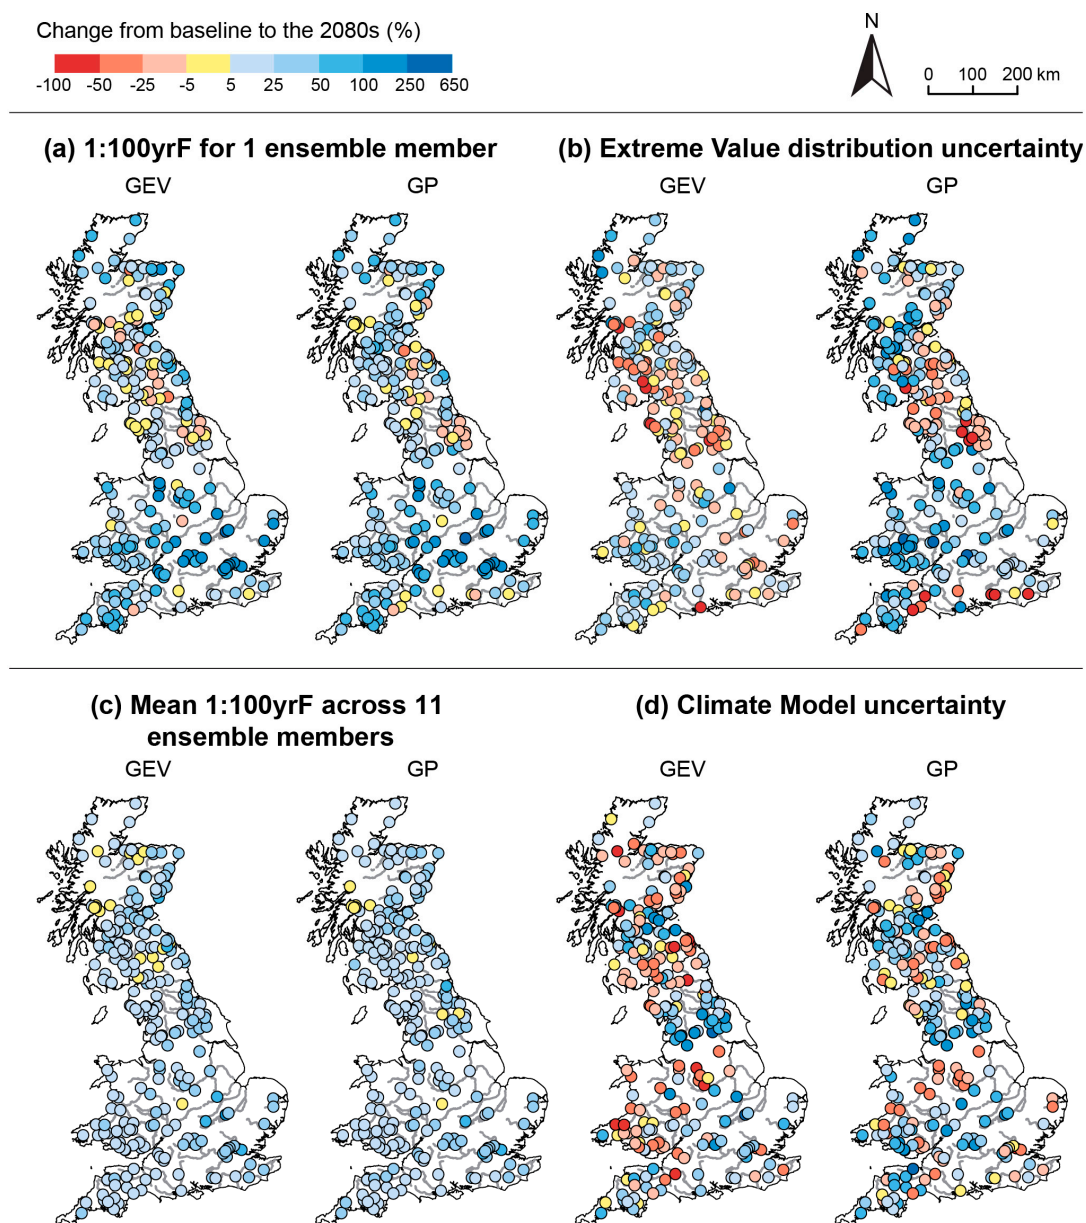 Change from baseline to the 2080s (%)
-100 -50 -25 -5 5 25 50 100 250 650
N
0 100 200 km
(a) 1:100yrF for 1 ensemble member
GEV GP
(b) Extreme Value distribution uncertainty
GEV GP
(c) Mean 1:100yrF across 11
ensemble members
GEV GP
(d) Climate Model uncertainty
GEV GP